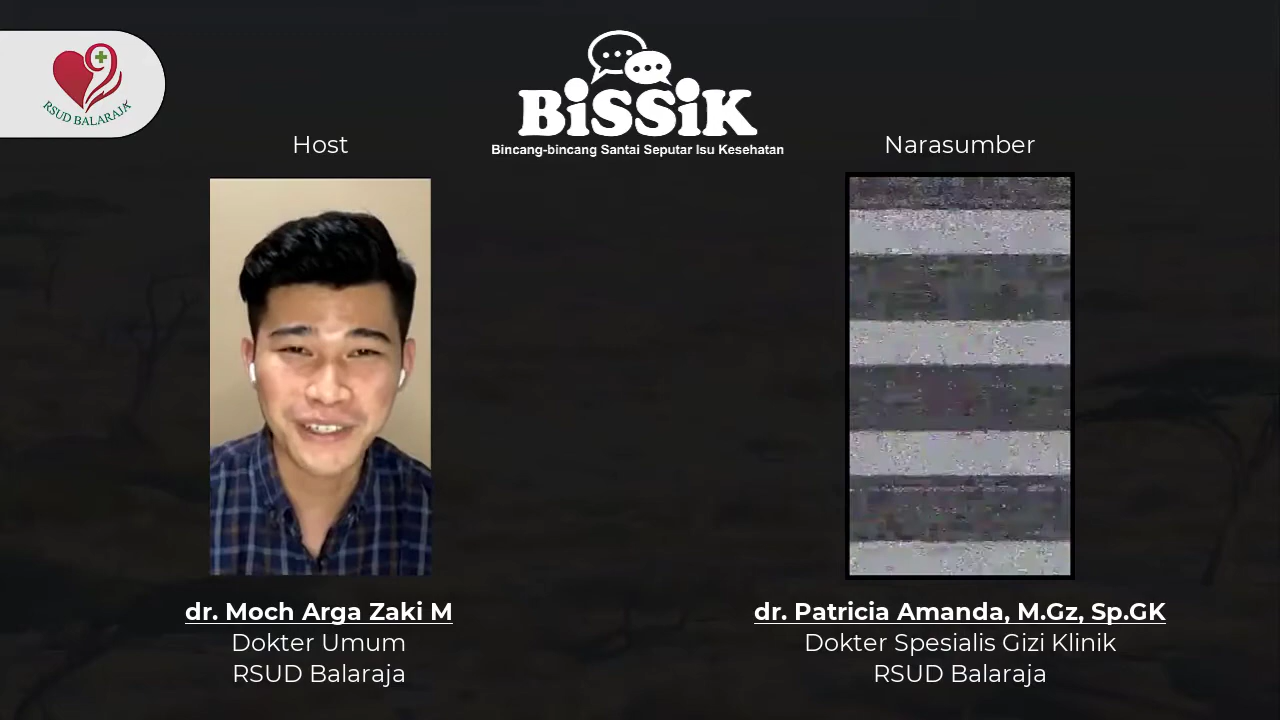 RSUD BALARAJA
BiSSiK
Bincang-bincang Santai Seputar Isu Kesehatan
Host
Narasumber
dr. Moch Arga Zaki M
Dokter Umum
RSUD Balaraja
dr. Patricia Amanda, M.Gz, Sp.GK
Dokter Spesialis Gizi Klinik
RSUD Balaraja